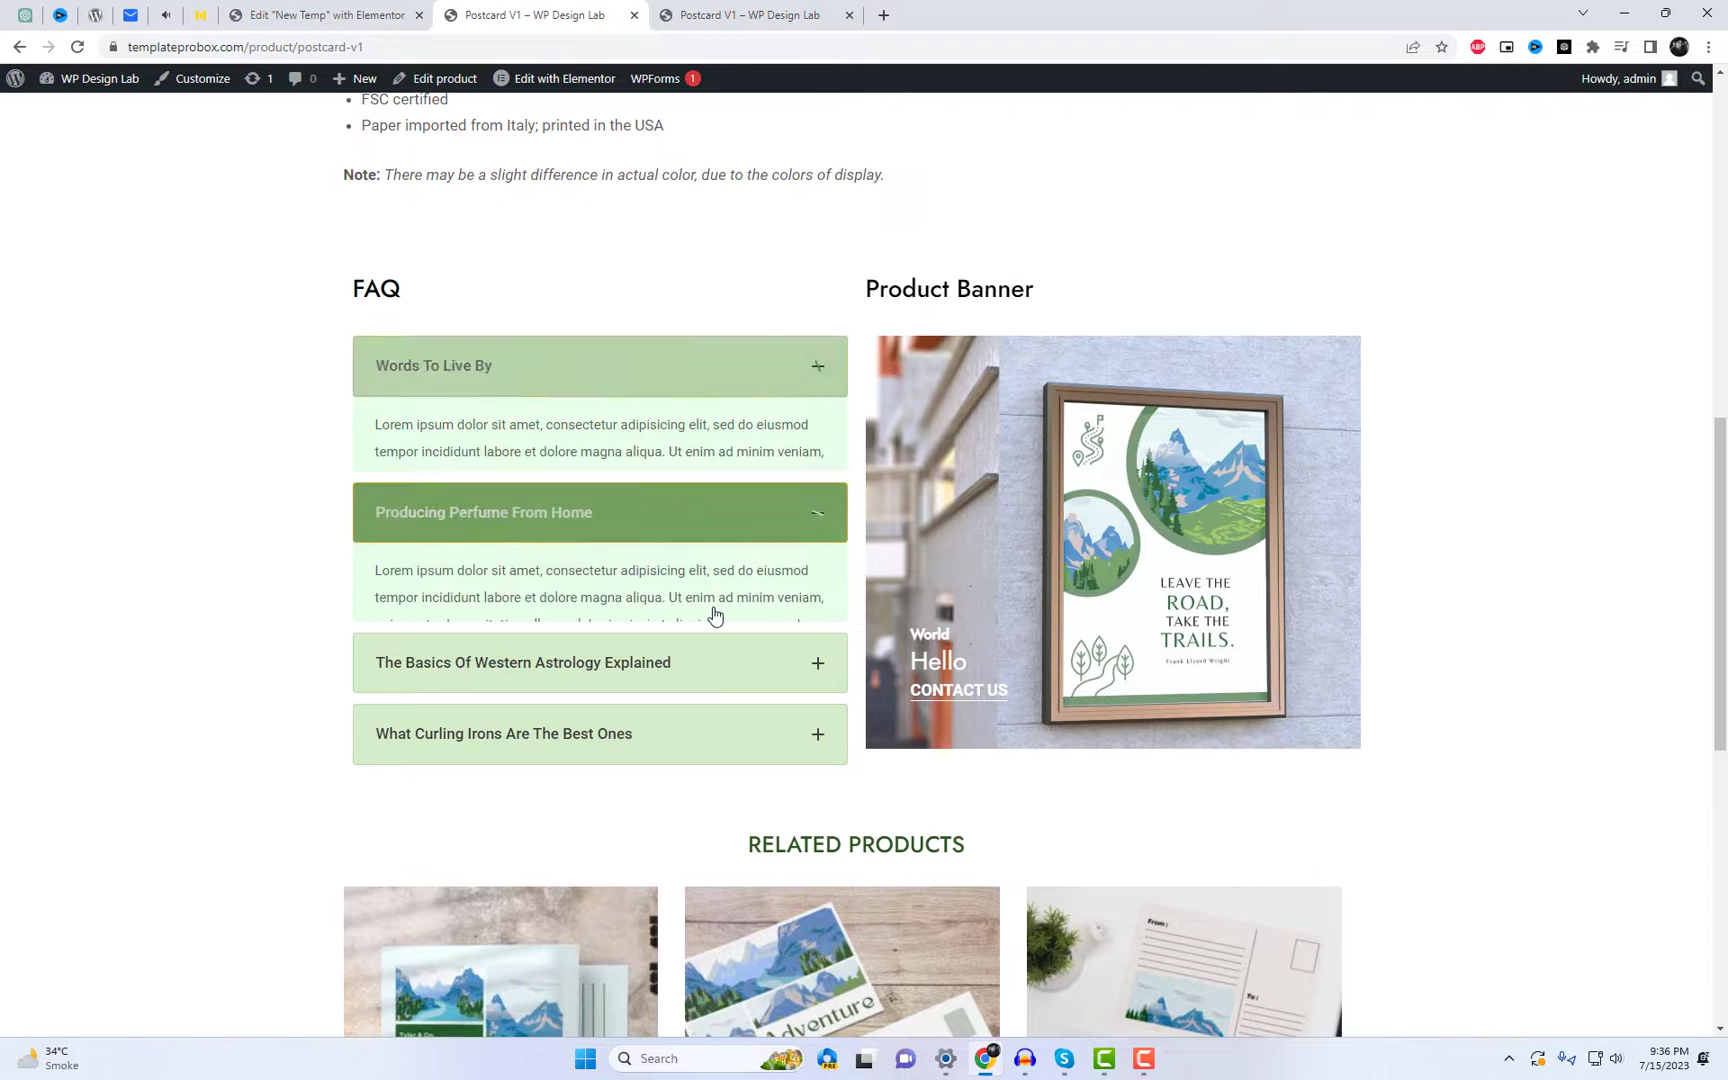 Edit "New Temp" with Elementor
Postcard V1 – WP Design Lab
Postcard V1 – WP Design Lab
templateprobox.com/product/postcard-v1
ABP
WP Design Lab
Customize
1
0
New
Edit product
Edit with Elementor
WPForms 1
Howdy, admin
• FSC certified
• Paper imported from Italy; printed in the USA
Note: There may be a slight difference in actual color, due to the colors of display.
FAQ
Product Banner
Words To Live By
Lorem ipsum dolor sit amet, consectetur adipisicing elit, sed do eiusmod
tempor incididunt labore et dolore magna aliqua. Ut enim ad minim veniam,
Producing Perfume From Home
Lorem ipsum dolor sit amet, consectetur adipisicing elit, sed do eiusmod
tempor incididunt labore et dolore magna aliqua. Ut enim ad minim veniam,
The Basics Of Western Astrology Explained
What Curling Irons Are The Best Ones
LEAVE THE
ROAD,
TAKE THE
TRAILS.
Frank Llyord Wright
World
Hello
CONTACT US
RELATED PRODUCTS
Tyler & Co.
Adventure
From :
To :
34°C
Smoke
Search
PRE
9:36 PM
7/15/2023